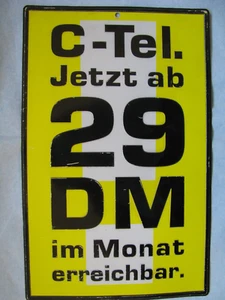 C-Tel.
Jetzt ab
29
DM
im Monat
erreichbar.